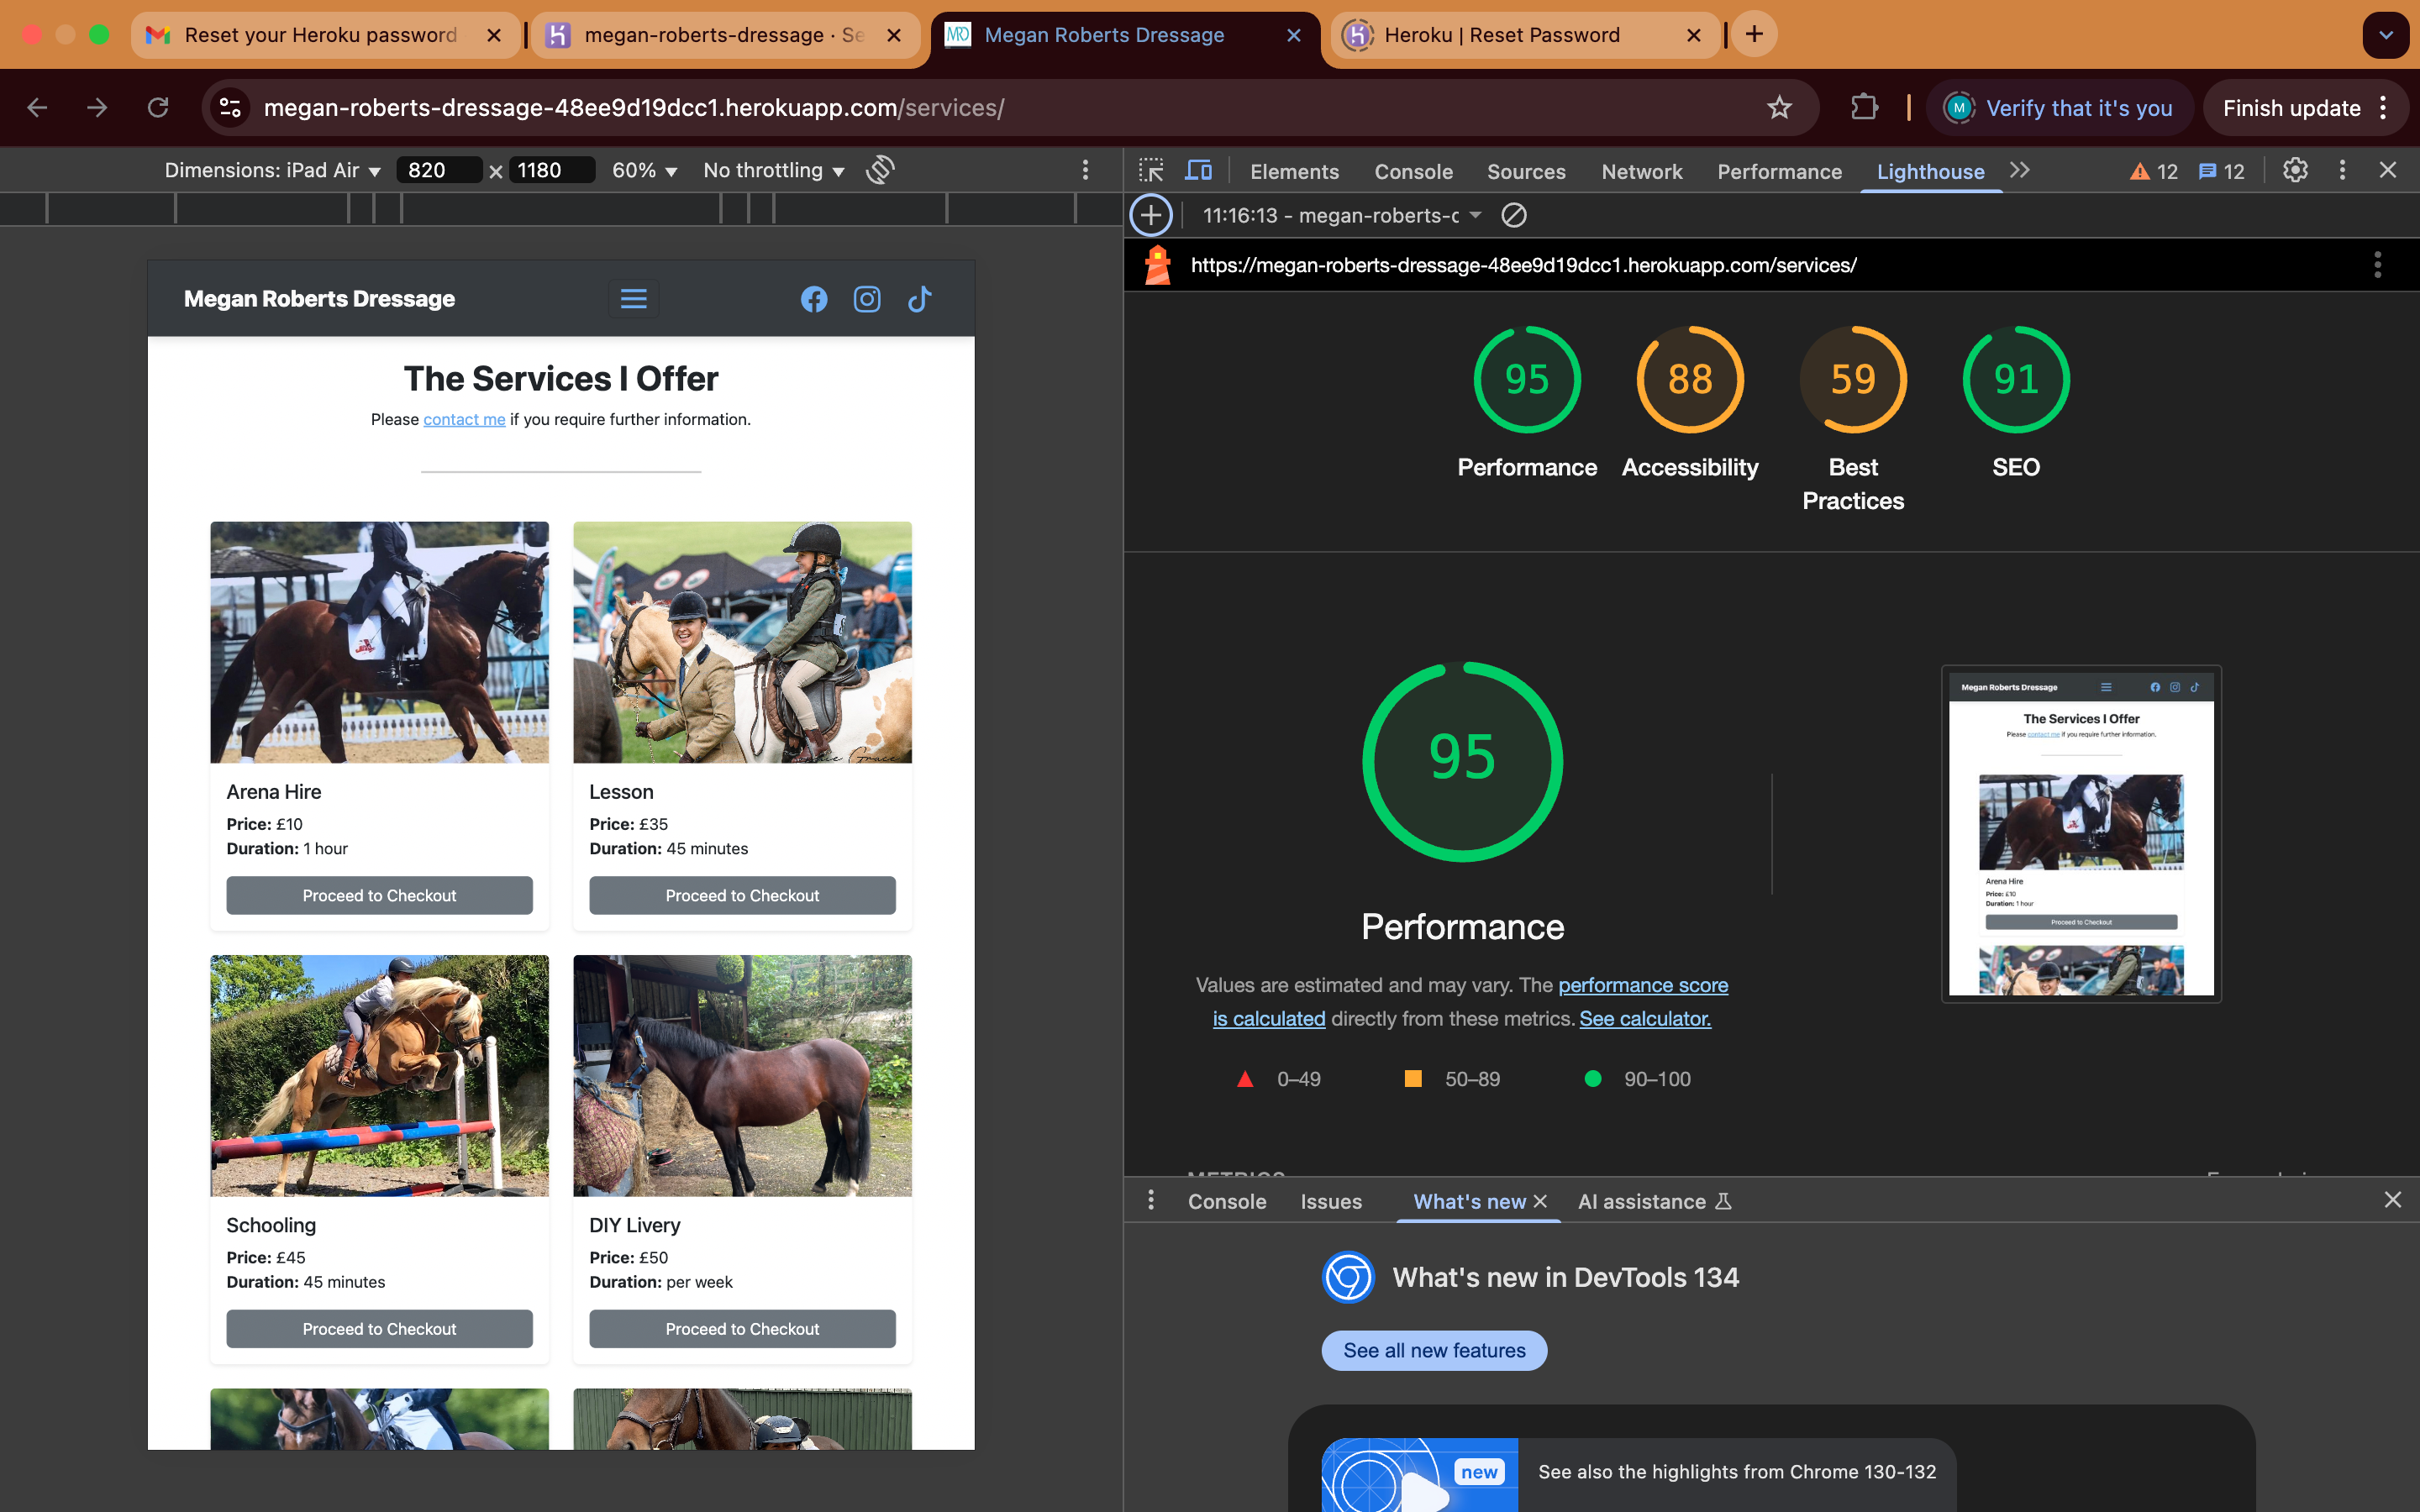 Reset your Heroku password
megan-roberts-dressage · Se
Megan Roberts Dressage
Heroku | Reset Password
megan-roberts-dressage-48ee9d19dcc1.herokuapp.com/services/
M
Verify that it's you
Finish update
Dimensions: iPad Air
820 × 1180
60%
No throttling
Elements
Console
Sources
Network
Performance
Lighthouse
12
12
11:16:13 - megan-roberts-c
https://megan-roberts-dressage-48ee9d19dcc1.herokuapp.com/services/
Megan Roberts Dressage
The Services I Offer
Please contact me if you require further information.
Arena Hire
Price: £10
Duration: 1 hour
Proceed to Checkout
Lesson
Price: £35
Duration: 45 minutes
Proceed to Checkout
Schooling
Price: £45
Duration: 45 minutes
Proceed to Checkout
DIY Livery
Price: £50
Duration: per week
Proceed to Checkout
95
Performance
88
Accessibility
59
Best
Practices
91
SEO
95
Performance
Values are estimated and may vary. The performance score
is calculated directly from these metrics. See calculator.
0–49
50–89
90–100
Megan Roberts Dressage
The Services I Offer
Please contact me if you require further information.
Arena Hire
Price: £10
Duration: 1 hour
Proceed to Checkout
METRICS
Console
Issues
What's new
AI assistance
What's new in DevTools 134
See all new features
new
See also the highlights from Chrome 130-132